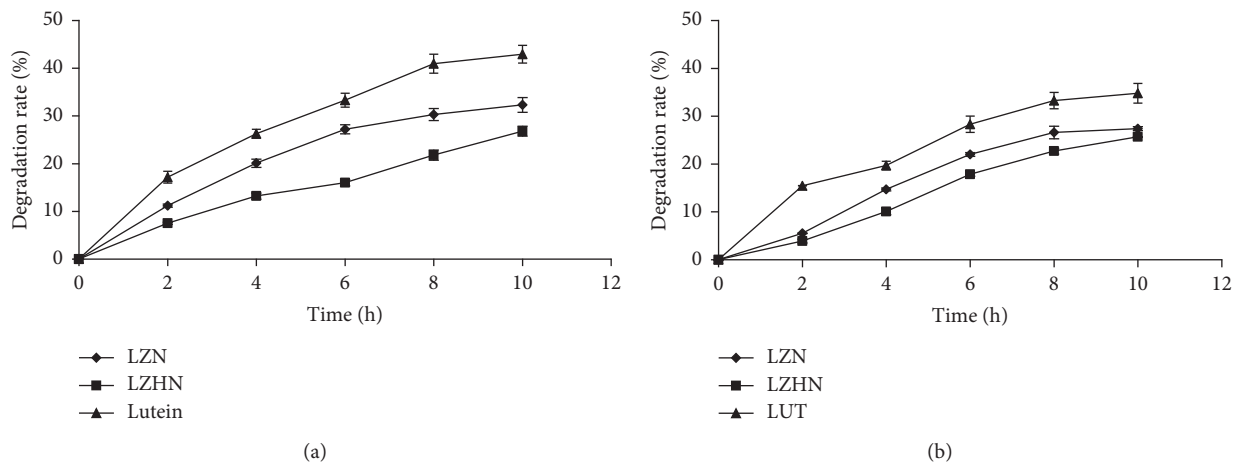 50
40
30
20
10
0
Degradation rate (%)
0 2 4 6 8 10 12
Time (h)
LZN
LZHN
Lutein
(a)
50
40
30
20
10
0
Degradation rate (%)
0 2 4 6 8 10 12
Time (h)
LZN
LZHN
LUT
(b)